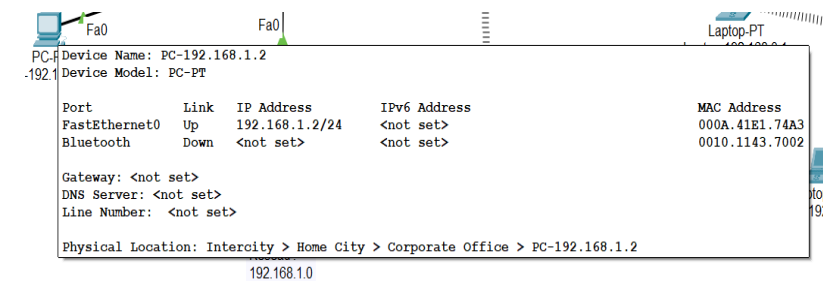 Fa0
Fa0
Laptop-PT
PC-P
-192.1
Device Name: PC-192.168.1.2
Device Model: PC-PT
Port Link IP Address IPv6 Address MAC Address
FastEthernet0 Up 192.168.1.2/24 <not set> 000A.41E1.74A3
Bluetooth Down <not set> <not set> 0010.1143.7002
Gateway: <not set>
DNS Server: <not set>
Line Number: <not set>
Physical Location: Intercity > Home City > Corporate Office > PC-192.168.1.2
192.168.1.0